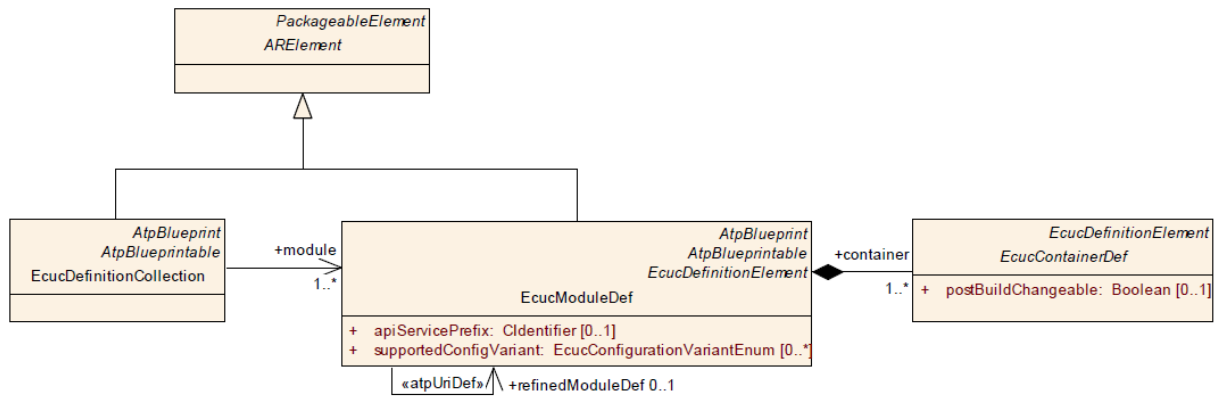 PackageableElement
ARElement
AtpBlueprint
AtpBlueprintable
EcucDefinitionCollection
+module
1..*
AtpBlueprint
AtpBlueprintable
EcucDefinitionElement
EcucModuleDef
+ apiServicePrefix: CIdentifier [0..1]
+ supportedConfigVariant: EcucConfigurationVariantEnum [0..*]
+container
1..*
EcucDefinitionElement
EcucContainerDef
+ postBuildChangeable: Boolean [0..1]
«atpUriDef»
+refinedModuleDef 0..1